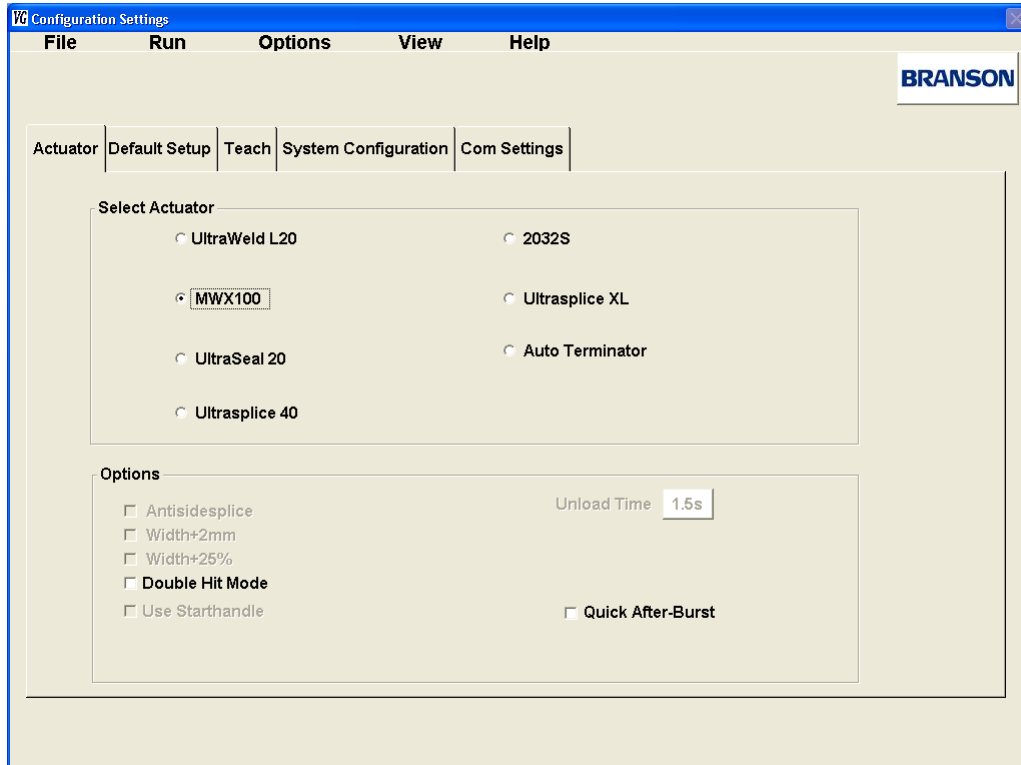 VG Configuration Settings
File Run Options View Help
BRANSON
Actuator Default Setup Teach System Configuration Com Settings
Select Actuator
UltraWeld L20 2032S
MWX100 Ultrasplice XL
UltraSeal 20 Auto Terminator
Ultrasplice 40
Options
Antisidesplice Unload Time 1.5s
Width+2mm
Width+25%
Double Hit Mode
Use Starthandle Quick After-Burst